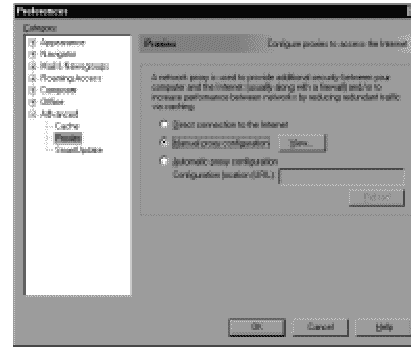 Preferences
Category:
Appearance
Navigator
Mail & Newsgroups
Roaming Access
Composer
Offline
Advanced
Cache
Proxies
SmartUpdate
Proxies
Configure proxies to access the Internet
A network proxy is used to provide additional security between your
computer and the Internet (usually along with a firewall) and/or to
increase performance between networks by reducing redundant traffic
via caching.
Direct connection to the Internet
Manual proxy configuration
View...
Automatic proxy configuration
Configuration location (URL):
Reload
OK
Cancel
Help